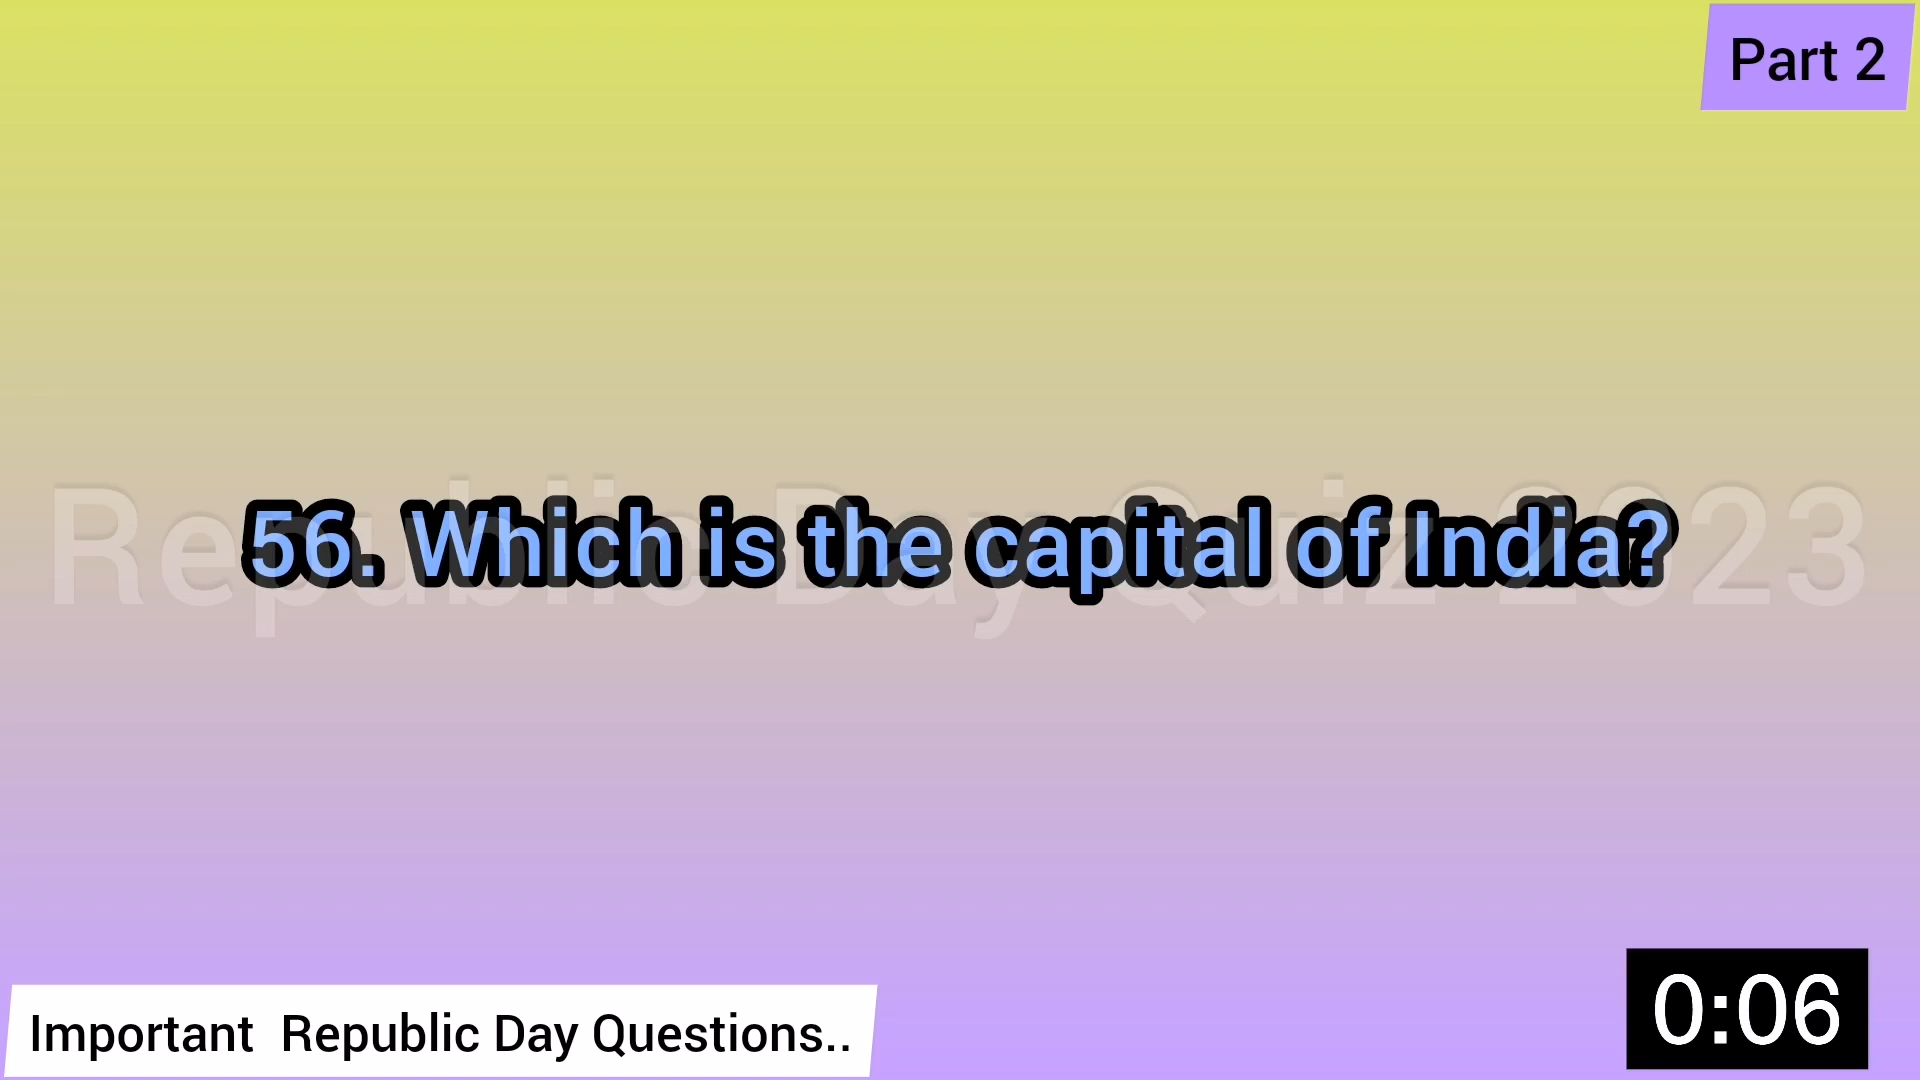 Part 2
Republic Day Quiz 2023
56. Which is the capital of India?
Important  Republic Day Questions..
0:06